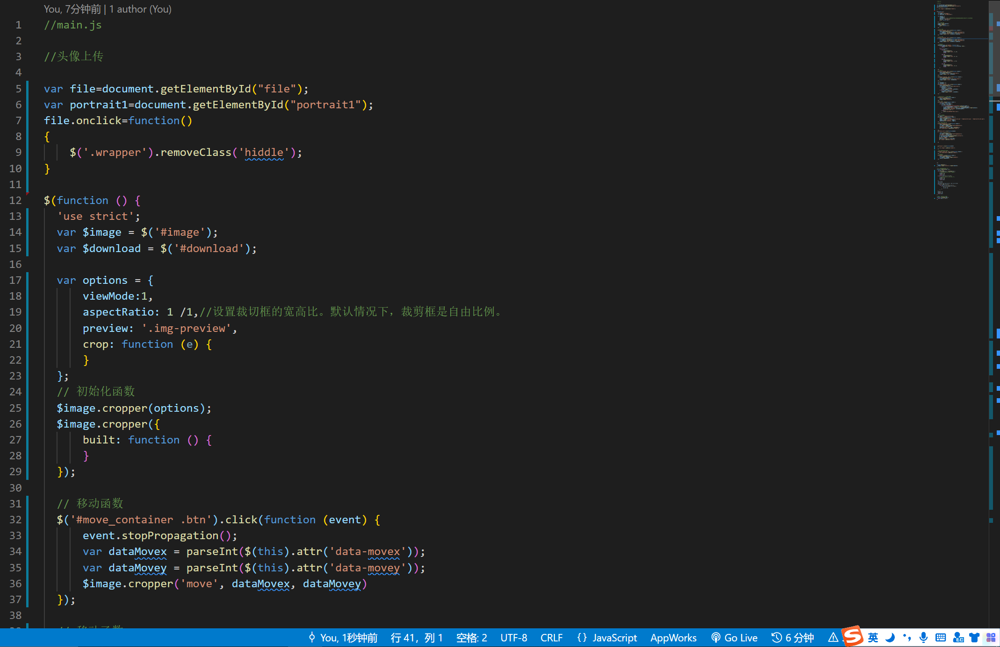 You, 7分钟前 | 1 author (You)
1 //main.js
2
3 //头像上传
4
5 var file=document.getElementById("file");
6 var portrait1=document.getElementById("portrait1");
7 file.onclick=function()
8 {
9 $('.wrapper').removeClass('hiddle');
10 }
11
12 $(function () {
13 'use strict';
14 var $image = $('#image');
15 var $download = $('#download');
16
17 var options = {
18 viewMode:1,
19 aspectRatio: 1 /1,//设置裁切框的宽高比。默认情况下，裁剪框是自由比例。
20 preview: '.img-preview',
21 crop: function (e) {
22 }
23 };
24 // 初始化函数
25 $image.cropper(options);
26 $image.cropper({
27 built: function () {
28 }
29 });
30
31 // 移动函数
32 $('#move_container .btn').click(function (event) {
33 event.stopPropagation();
34 var dataMovex = parseInt($(this).attr('data-movex'));
35 var dataMovey = parseInt($(this).attr('data-movey'));
36 $image.cropper('move', dataMovex, dataMovey)
37 });
38
You, 1秒钟前 行 41，列 1 空格: 2 UTF-8 CRLF {} JavaScript AppWorks Go Live 6 分钟 英